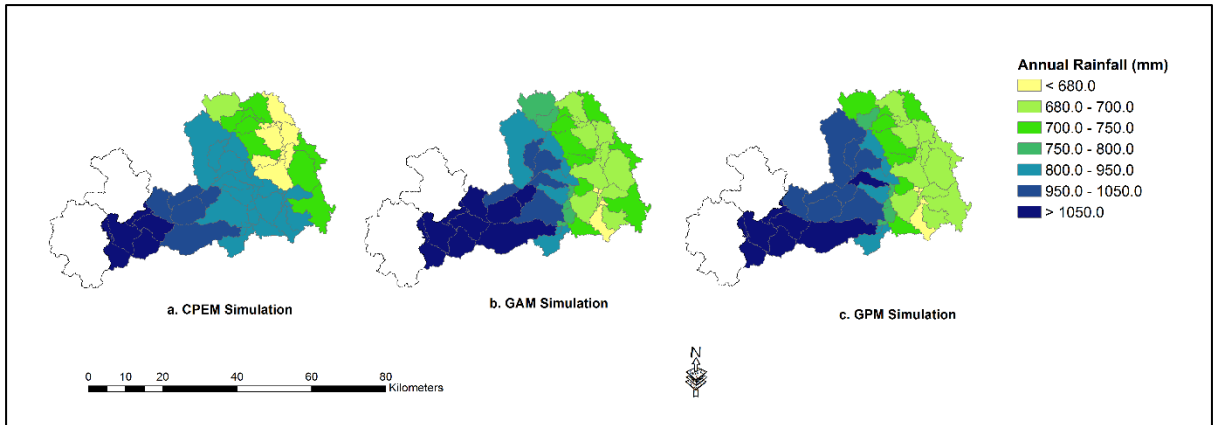 Annual Rainfall (mm)
< 680.0
680.0 - 700.0
700.0 - 750.0
750.0 - 800.0
800.0 - 950.0
950.0 - 1050.0
> 1050.0
a. CPEM Simulation
b. GAM Simulation
c. GPM Simulation
N
0 10 20 40 60 80
Kilometers